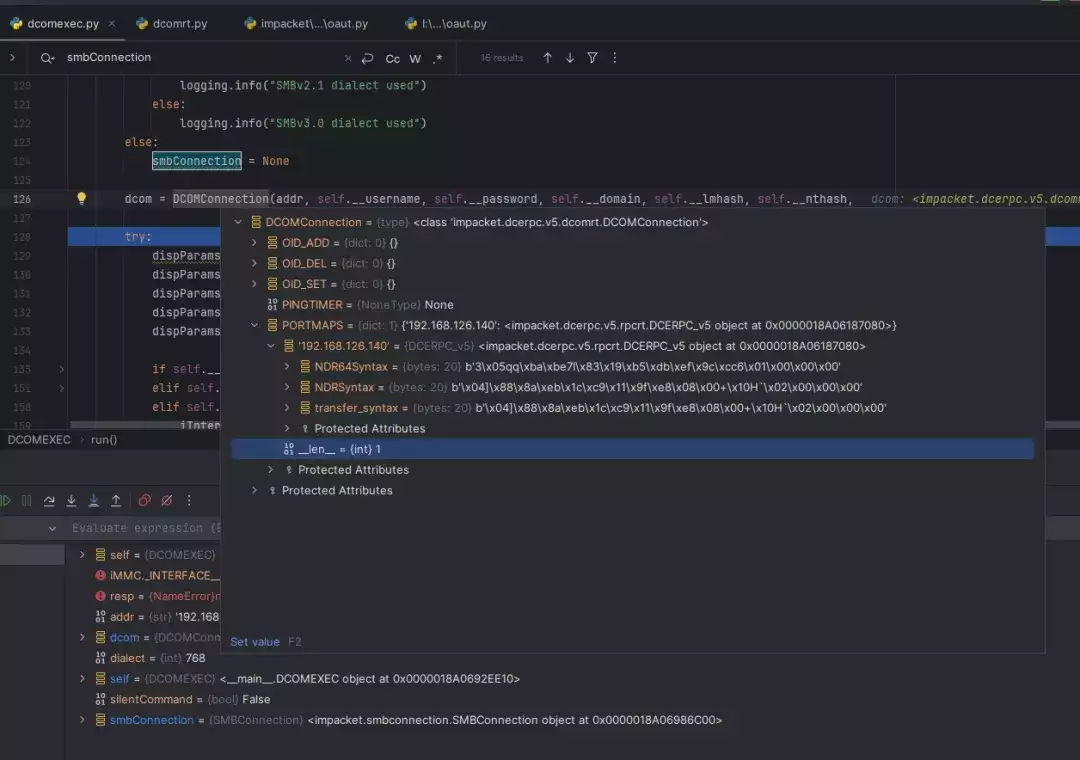 dcomexec.py × dcomrt.py impacket\...\oaut.py I:\...\oaut.py
smbConnection × Cc W .* 16 results
120 logging.info("SMBv2.1 dialect used")
121 else:
122 logging.info("SMBv3.0 dialect used")
123 else:
124 smbConnection = None
125
126 dcom = DCOMConnection(addr, self.__username, self.__password, self.__domain, self.__lmhash, self.__nthash, dcom: <impacket.dcerpc.v5.dcomr
127
128 try:
129 dispParams
130 dispParams
131 dispParams
132 dispParams
133 dispParams
134
135 if self.__
151 elif self.
158 elif self.
159 iInter
DCOMConnection = {type} <class 'impacket.dcerpc.v5.dcomrt.DCOMConnection'>
OID_ADD = {dict: 0} {}
OID_DEL = {dict: 0} {}
OID_SET = {dict: 0} {}
PINGTIMER = {NoneType} None
PORTMAPS = {dict: 1} {'192.168.126.140': <impacket.dcerpc.v5.rpcrt.DCERPC_v5 object at 0x0000018A06187080>}
'192.168.126.140' = {DCERPC_v5} <impacket.dcerpc.v5.rpcrt.DCERPC_v5 object at 0x0000018A06187080>
NDR64Syntax = {bytes: 20} b'3\x05qq\xba\xbe7I\x83\x19\xb5\xdb\xef\x9c\xcc6\x01\x00\x00\x00'
NDRSyntax = {bytes: 20} b'\x04]\x88\x8a\xeb\x1c\xc9\x11\x9f\xe8\x08\x00+\x10H`\x02\x00\x00\x00'
transfer_syntax = {bytes: 20} b'\x04]\x88\x8a\xeb\x1c\xc9\x11\x9f\xe8\x08\x00+\x10H`\x02\x00\x00\x00'
Protected Attributes
__len__ = {int} 1
Protected Attributes
Protected Attributes
Set value F2
DCOMEXEC › run()
Evaluate expression (E
self = {DCOMEXEC}
iMMC._INTERFACE__
resp = {NameError}n
addr = {str} '192.168
dcom = {DCOMConn
dialect = {int} 768
self = {DCOMEXEC} <__main__.DCOMEXEC object at 0x0000018A0692EE10>
silentCommand = {bool} False
smbConnection = {SMBConnection} <impacket.smbconnection.SMBConnection object at 0x0000018A06986C00>